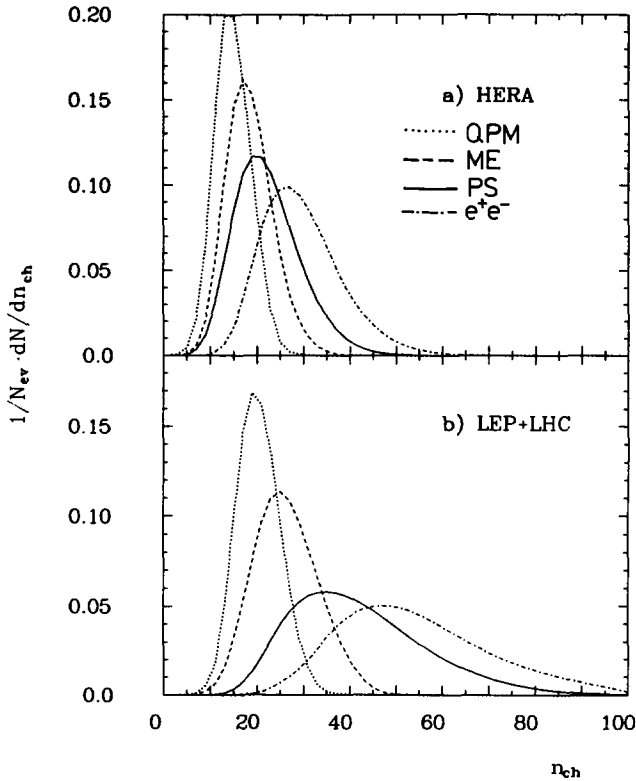 0.20
0.15
0.10
0.05
0.0
a) HERA
QPM
ME
PS
e⁺e⁻
1/N_ev · dN/dn_ch
0.15
0.10
0.05
0.0
b) LEP+LHC
0 20 40 60 80 100
n_ch